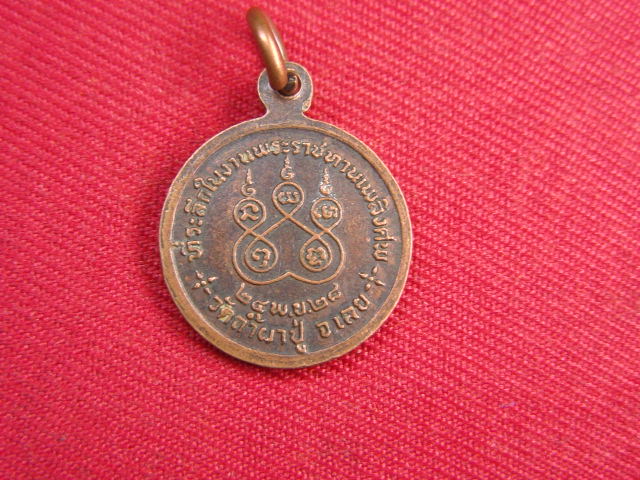 ที่ระลึกในงานพระราชทานเพลิงศพ
๒๔ พ.ย. ๒๘
วัดถ้ำผาปู่ จ.เลย